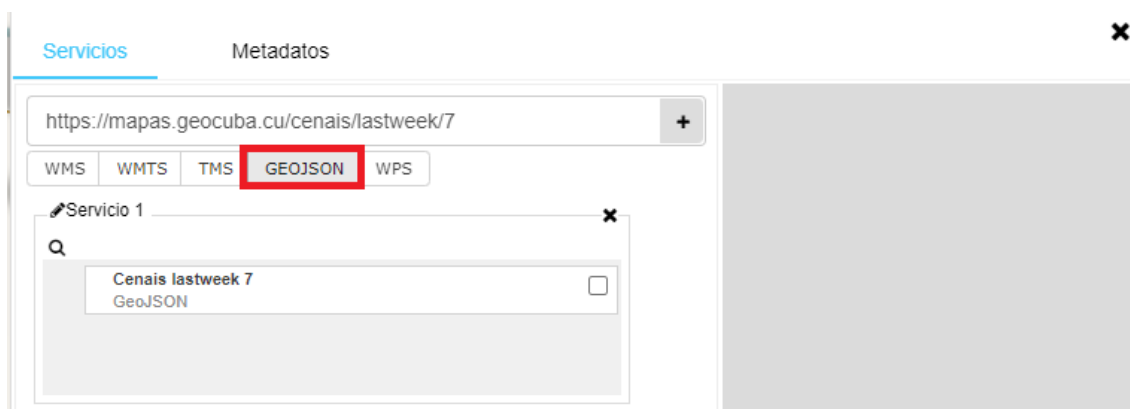 Servicios Metadatos
https://mapas.geocuba.cu/cenais/lastweek/7 +
WMS WMTS TMS GEOJSON WPS
Servicio 1
Cenais lastweek 7
GeoJSON